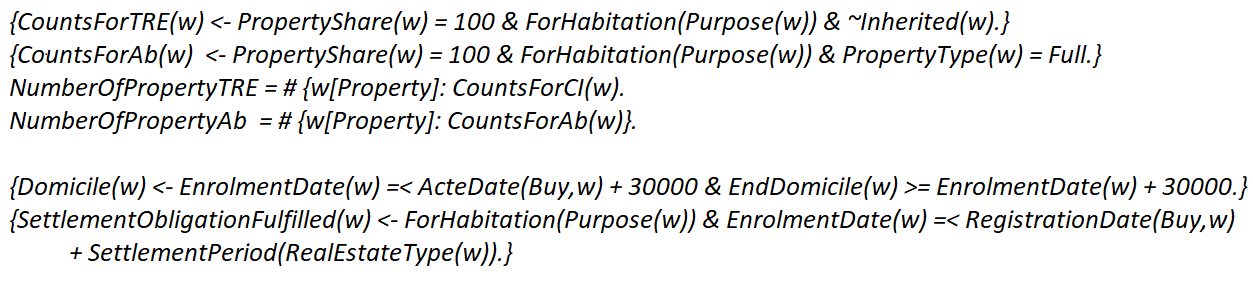 {CountsForTRE(w) <- PropertyShare(w) = 100 & ForHabitation(Purpose(w)) & ~Inherited(w).}
{CountsForAb(w)  <- PropertyShare(w) = 100 & ForHabitation(Purpose(w)) & PropertyType(w) = Full.}
NumberOfPropertyTRE = # {w[Property]: CountsForCI(w).
NumberOfPropertyAb  = # {w[Property]: CountsForAb(w)}.
{Domicile(w) <- EnrolmentDate(w) =< ActeDate(Buy,w) + 30000 & EndDomicile(w) >= EnrolmentDate(w) + 30000.}
{SettlementObligationFulfilled(w) <- ForHabitation(Purpose(w)) & EnrolmentDate(w) =< RegistrationDate(Buy,w)
+ SettlementPeriod(RealEstateType(w)).}